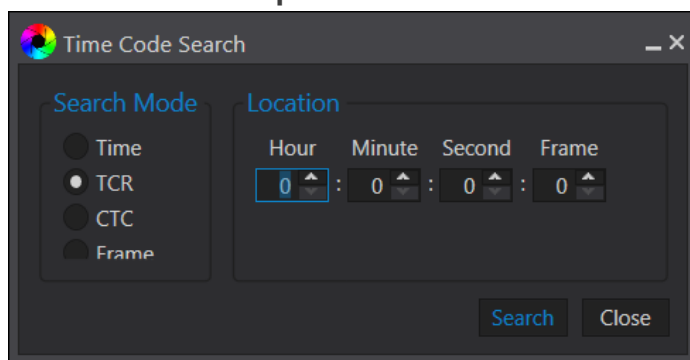 Time Code Search
Search Mode
Time
TCR
CTC
Frame
Location
Hour Minute Second Frame
0 : 0 : 0 : 0
Search Close